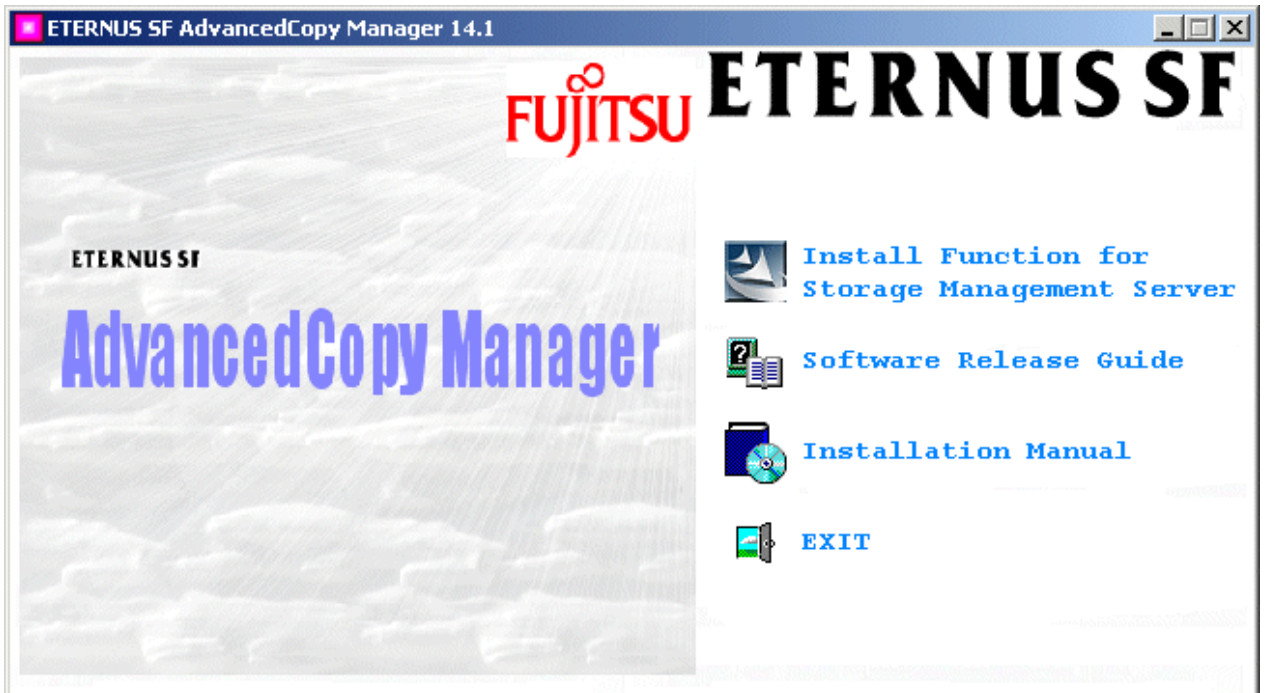 ETERNUS SF AdvancedCopy Manager 14.1
FUJITSU
ETERNUS SF
ETERNUS SF
AdvancedCopy Manager
Install Function for
Storage Management Server
Software Release Guide
Installation Manual
EXIT